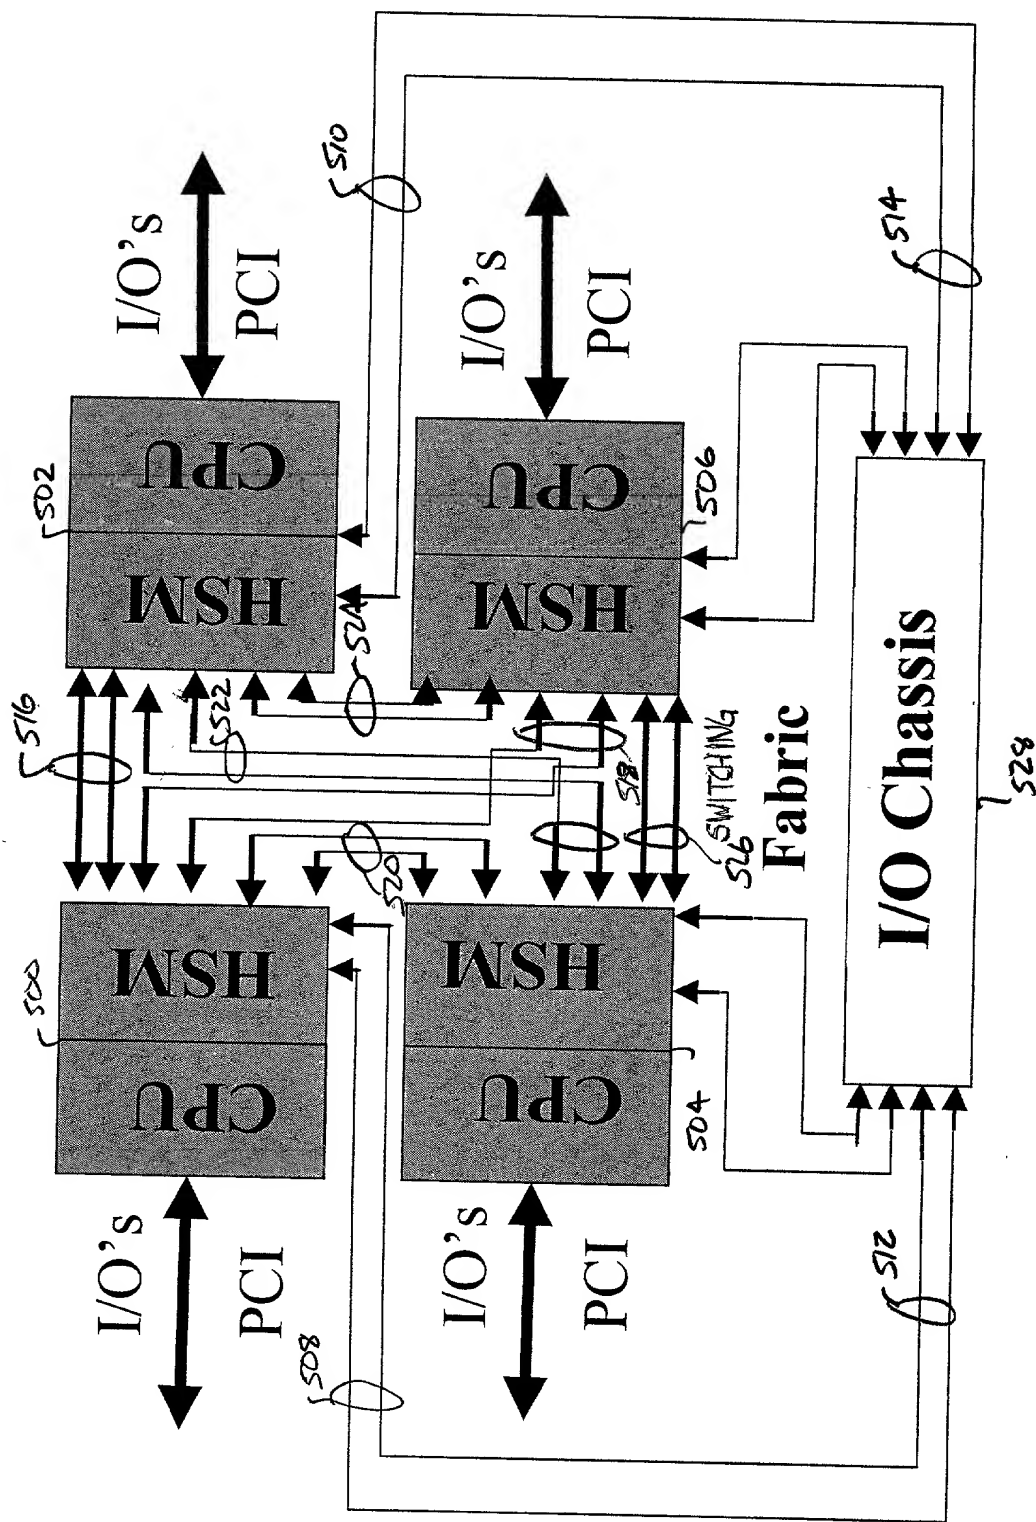 516
502
I/O's
PCI
510
HSM
CPU
522
524
500
CPU
HSM
I/O's
PCI
508
520
518
506
HSM
CPU
I/O's
PCI
514
504
CPU
HSM
I/O's
PCI
526
SWITCHING
Fabric
512
I/O Chassis
528